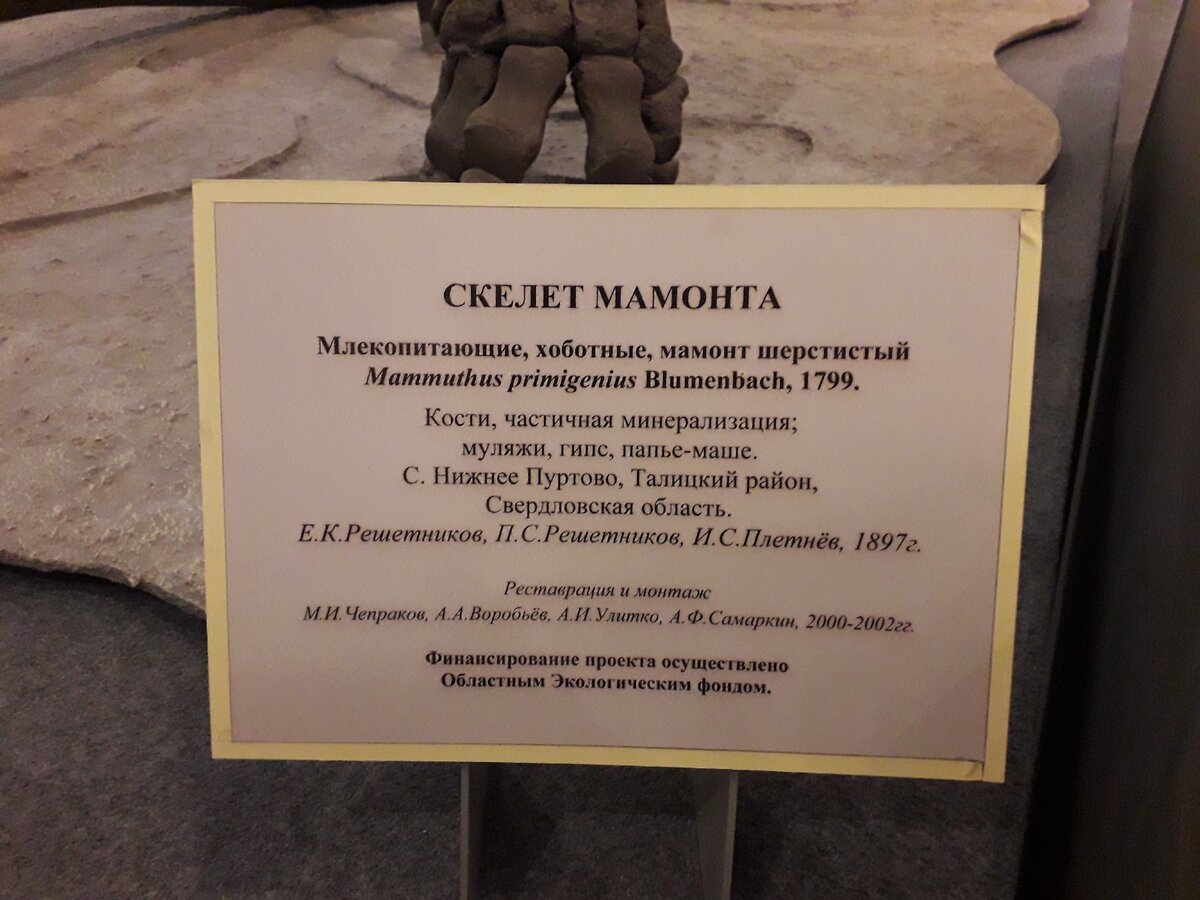 СКЕЛЕТ МАМОНТА
Млекопитающие, хоботные, мамонт шерстистый
Mammuthus primigenius Blumenbach, 1799.
Кости, частичная минерализация;
муляжи, гипс, папье-маше.
С. Нижнее Пуртово, Талицкий район,
Свердловская область.
Е.К.Решетников, П.С.Решетников, И.С.Плетнёв, 1897г.
Реставрация и монтаж
М.И.Чепраков, А.А.Воробьёв, А.И.Улитко, А.Ф.Самаркин, 2000-2002гг.
Финансирование проекта осуществлено
Областным Экологическим фондом.